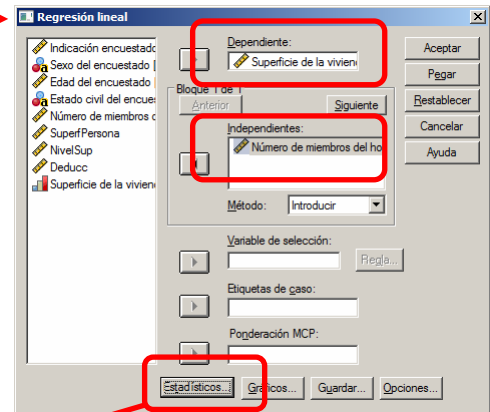 Regresión lineal
Indicación encuestadc
Sexo del encuestado [
Edad del encuestado [
Estado civil del encues
Número de miembros d
SuperfPersona
NivelSup
Deducc
Superficie de la vivien
Dependiente:
Superficie de la vivien
Bloque 1 de 1
Anterior
Siguiente
Independientes:
Número de miembros del ho
Método:
Introducir
Variable de selección:
Regla...
Etiquetas de caso:
Ponderación MCP:
Estadísticos...
Gráficos...
Guardar...
Opciones...
Aceptar
Pegar
Restablecer
Cancelar
Ayuda